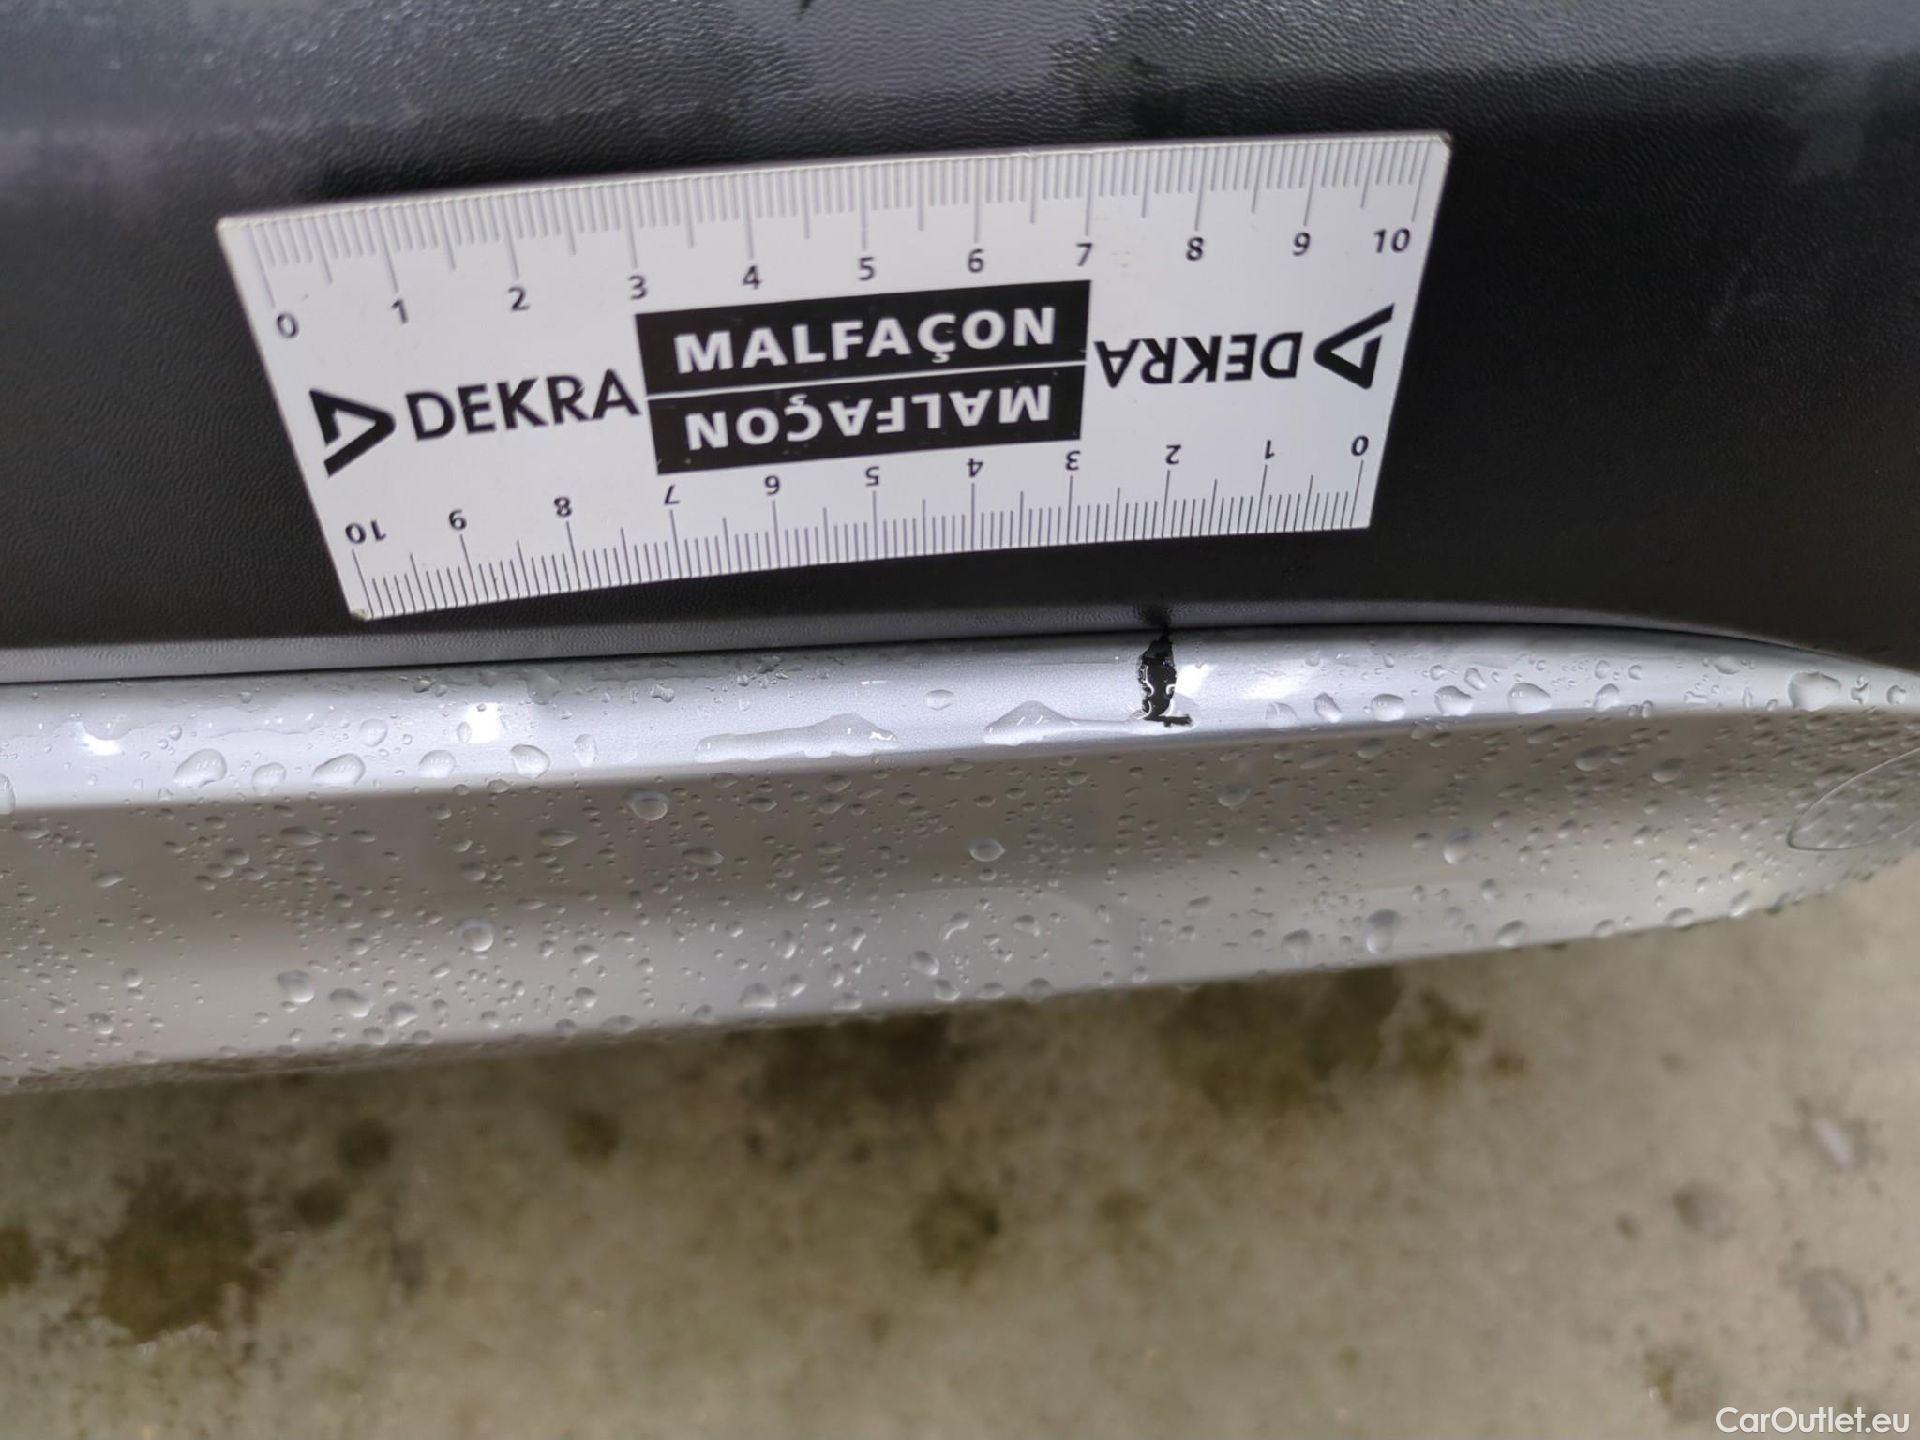 0 1 2 3 4 5 6 7 8 9 10
DEKRA
MALFAÇON
MALFAÇON
DEKRA
10 9 8 7 6 5 4 3 2 1 0
CarOutlet.eu